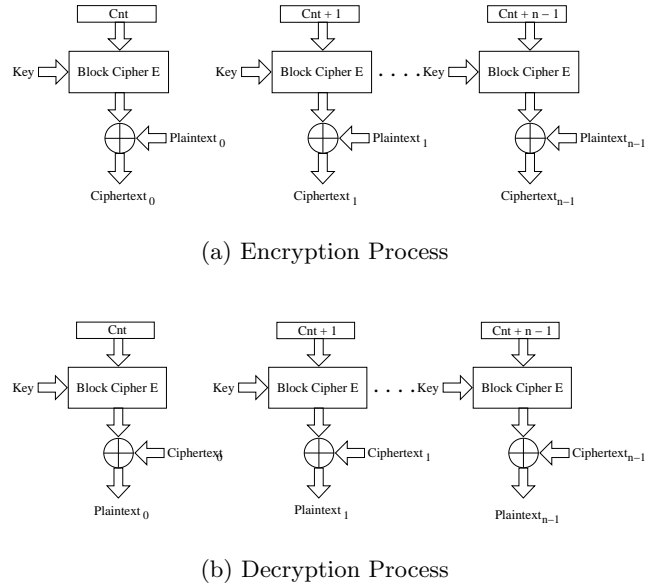 Cnt Cnt + 1 Cnt + n − 1
Key Block Cipher E Key Block Cipher E . . . . Key Block Cipher E
Plaintext 0 Plaintext 1 Plaintext n−1
Ciphertext 0 Ciphertext 1 Ciphertext n−1
(a) Encryption Process
Cnt Cnt + 1 Cnt + n − 1
Key Block Cipher E Key Block Cipher E . . . . Key Block Cipher E
Ciphertext 0 Ciphertext 1 Ciphertext n−1
Plaintext 0 Plaintext 1 Plaintext n−1
(b) Decryption Process